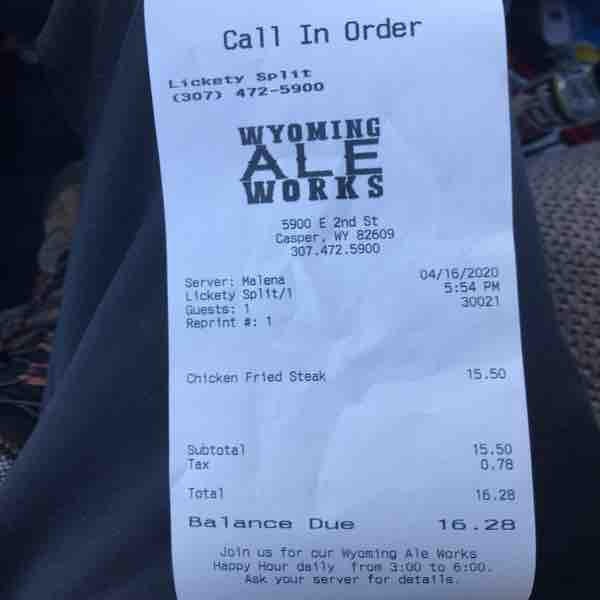 Call In Order
Lickety Split
(307) 472-5900
WYOMING
ALE
WORKS
5900 E 2nd St
Casper, WY 82609
307.472.5900
Server: Malena 04/16/2020
Lickety Split/1 5:54 PM
Guests: 1 30021
Reprint #: 1
Chicken Fried Steak 15.50
Subtotal 15.50
Tax 0.78
Total 16.28
Balance Due 16.28
Join us for our Wyoming Ale Works
Happy Hour daily from 3:00 to 6:00.
Ask your server for details.